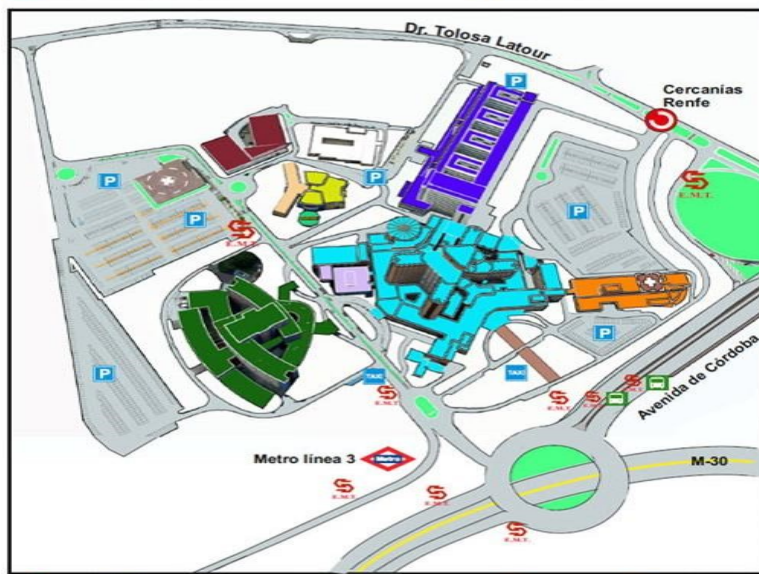 Dr. Tolosa Latour
P
Cercanías
Renfe
P
P
E.M.T.
P
P
E.M.T.
P
P
TAXI
TAXI
E.M.T.
E.M.T.
E.M.T.
E.M.T.
Avenida de Córdoba
Metro línea 3
Metro
M-30
E.M.T.
E.M.T.
E.M.T.